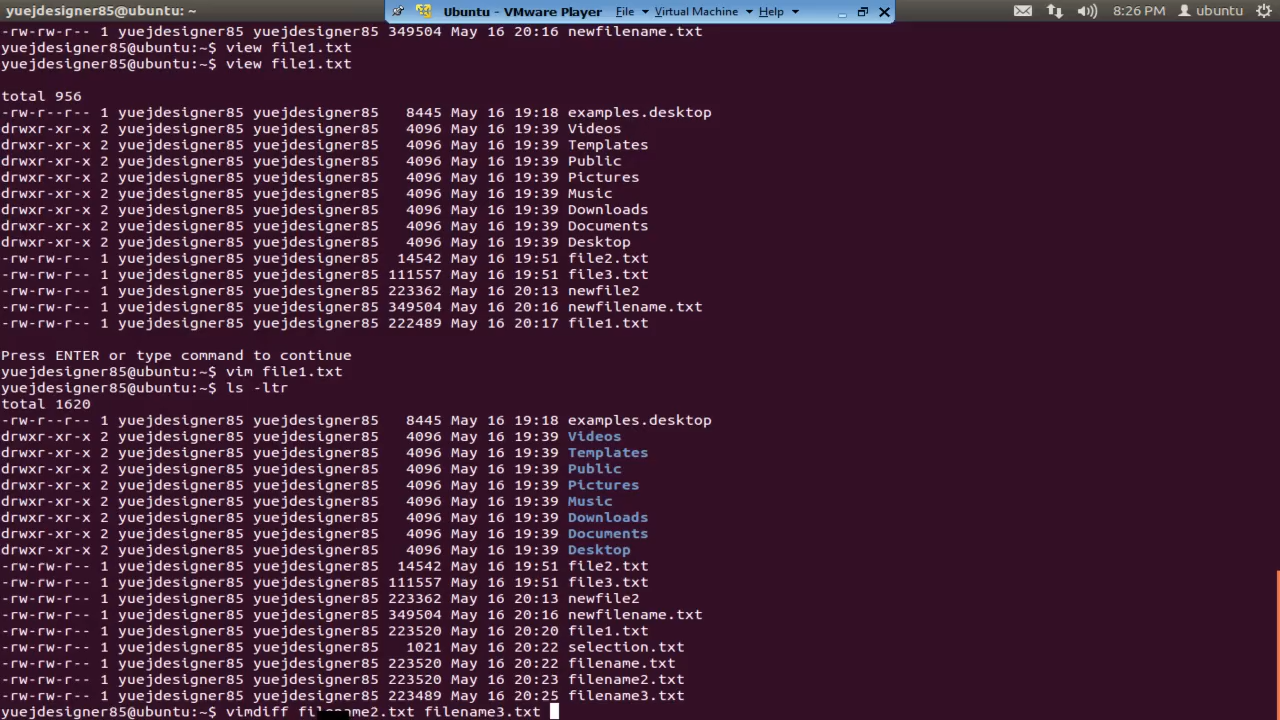 yuejdesigner85@ubuntu: ~
Ubuntu - VMware Player File Virtual Machine Help
8:26 PM ubuntu
-rw-rw-r-- 1 yuejdesigner85 yuejdesigner85 349504 May 16 20:16 newfilename.txt
yuejdesigner85@ubuntu:~$ view file1.txt
yuejdesigner85@ubuntu:~$ view file1.txt
total 956
-rw-r--r-- 1 yuejdesigner85 yuejdesigner85 8445 May 16 19:18 examples.desktop
drwxr-xr-x 2 yuejdesigner85 yuejdesigner85 4096 May 16 19:39 Videos
drwxr-xr-x 2 yuejdesigner85 yuejdesigner85 4096 May 16 19:39 Templates
drwxr-xr-x 2 yuejdesigner85 yuejdesigner85 4096 May 16 19:39 Public
drwxr-xr-x 2 yuejdesigner85 yuejdesigner85 4096 May 16 19:39 Pictures
drwxr-xr-x 2 yuejdesigner85 yuejdesigner85 4096 May 16 19:39 Music
drwxr-xr-x 2 yuejdesigner85 yuejdesigner85 4096 May 16 19:39 Downloads
drwxr-xr-x 2 yuejdesigner85 yuejdesigner85 4096 May 16 19:39 Documents
drwxr-xr-x 2 yuejdesigner85 yuejdesigner85 4096 May 16 19:39 Desktop
-rw-rw-r-- 1 yuejdesigner85 yuejdesigner85 14542 May 16 19:51 file2.txt
-rw-rw-r-- 1 yuejdesigner85 yuejdesigner85 111557 May 16 19:51 file3.txt
-rw-rw-r-- 1 yuejdesigner85 yuejdesigner85 223362 May 16 20:13 newfile2
-rw-rw-r-- 1 yuejdesigner85 yuejdesigner85 349504 May 16 20:16 newfilename.txt
-rw-rw-r-- 1 yuejdesigner85 yuejdesigner85 222489 May 16 20:17 file1.txt
Press ENTER or type command to continue
yuejdesigner85@ubuntu:~$ vim file1.txt
yuejdesigner85@ubuntu:~$ ls -ltr
total 1620
-rw-r--r-- 1 yuejdesigner85 yuejdesigner85 8445 May 16 19:18 examples.desktop
drwxr-xr-x 2 yuejdesigner85 yuejdesigner85 4096 May 16 19:39 Videos
drwxr-xr-x 2 yuejdesigner85 yuejdesigner85 4096 May 16 19:39 Templates
drwxr-xr-x 2 yuejdesigner85 yuejdesigner85 4096 May 16 19:39 Public
drwxr-xr-x 2 yuejdesigner85 yuejdesigner85 4096 May 16 19:39 Pictures
drwxr-xr-x 2 yuejdesigner85 yuejdesigner85 4096 May 16 19:39 Music
drwxr-xr-x 2 yuejdesigner85 yuejdesigner85 4096 May 16 19:39 Downloads
drwxr-xr-x 2 yuejdesigner85 yuejdesigner85 4096 May 16 19:39 Documents
drwxr-xr-x 2 yuejdesigner85 yuejdesigner85 4096 May 16 19:39 Desktop
-rw-rw-r-- 1 yuejdesigner85 yuejdesigner85 14542 May 16 19:51 file2.txt
-rw-rw-r-- 1 yuejdesigner85 yuejdesigner85 111557 May 16 19:51 file3.txt
-rw-rw-r-- 1 yuejdesigner85 yuejdesigner85 223362 May 16 20:13 newfile2
-rw-rw-r-- 1 yuejdesigner85 yuejdesigner85 349504 May 16 20:16 newfilename.txt
-rw-rw-r-- 1 yuejdesigner85 yuejdesigner85 223520 May 16 20:20 file1.txt
-rw-rw-r-- 1 yuejdesigner85 yuejdesigner85 1021 May 16 20:22 selection.txt
-rw-rw-r-- 1 yuejdesigner85 yuejdesigner85 223520 May 16 20:22 filename.txt
-rw-rw-r-- 1 yuejdesigner85 yuejdesigner85 223520 May 16 20:23 filename2.txt
-rw-rw-r-- 1 yuejdesigner85 yuejdesigner85 223489 May 16 20:25 filename3.txt
yuejdesigner85@ubuntu:~$ vimdiff filename2.txt filename3.txt